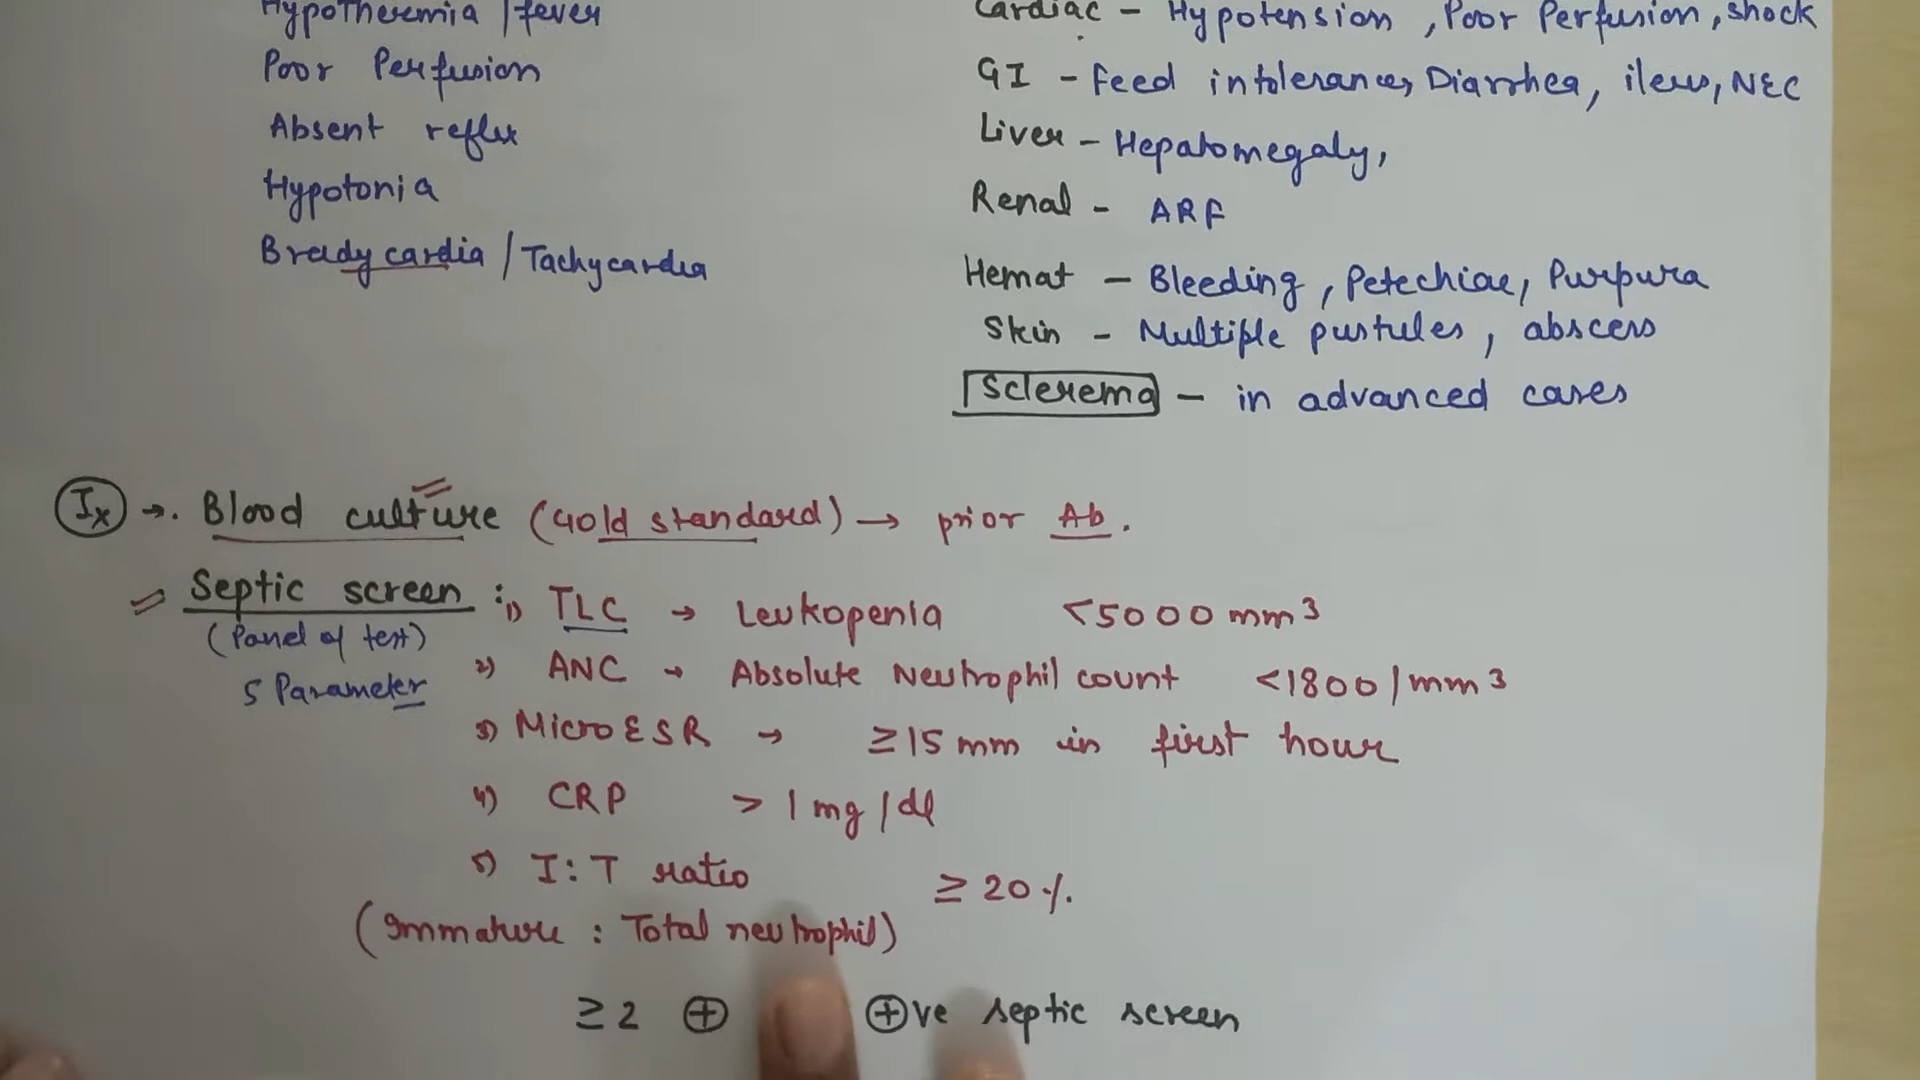 Hypothermia / fever
Poor Perfusion
Absent reflex
Hypotonia
Bradycardia / Tachycardia
Cardiac - Hypotension , Poor Perfusion , shock
GI - Feed intolerance, Diarrhea, ileus, NEC
Liver - Hepatomegaly,
Renal - ARF
Hemat - Bleeding , Petechiae, Purpura
Skin - Multiple pustules , abscess
Sclerema - in advanced cases
Ix →. Blood culture (Gold standard) → prior Ab .
Septic screen : 1) TLC → Leukopenia <5000 mm3
(Panel of test)
5 Parameter
2) ANC → Absolute Neutrophil count <1800 / mm3
3) Micro ESR → ≥15 mm in first hour
4) CRP > 1 mg / dl
5) I : T ratio ≥ 20 %.
(Immature : Total neutrophil)
≥2 ⊕ ⊕ve septic screen